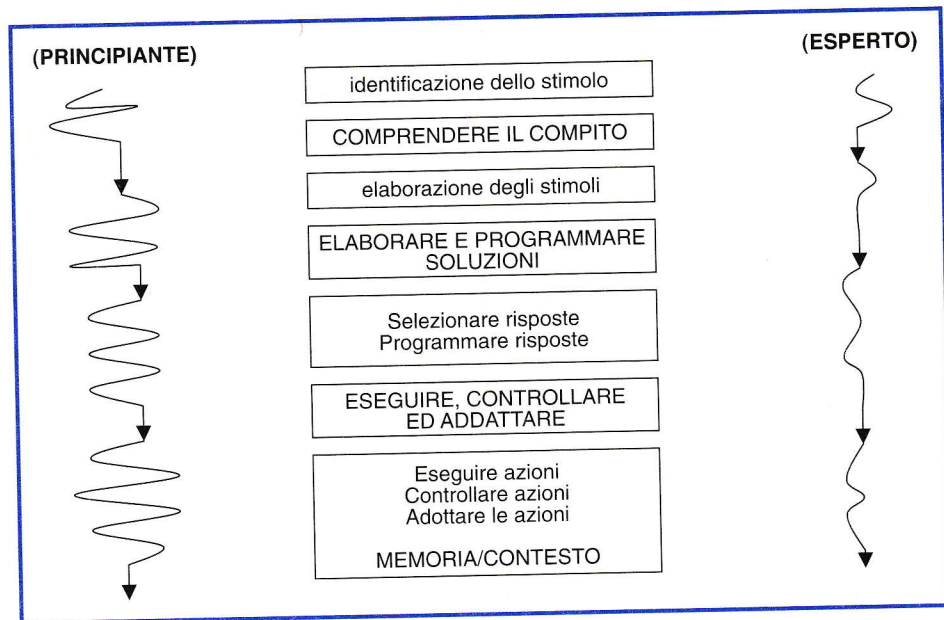 (PRINCIPIANTE)
(ESPERTO)
identificazione dello stimolo
COMPRENDERE IL COMPITO
elaborazione degli stimoli
ELABORARE E PROGRAMMARE
SOLUZIONI
Selezionare risposte
Programmare risposte
ESEGUIRE, CONTROLLARE
ED ADDATTARE
Eseguire azioni
Controllare azioni
Adottare le azioni
MEMORIA/CONTESTO